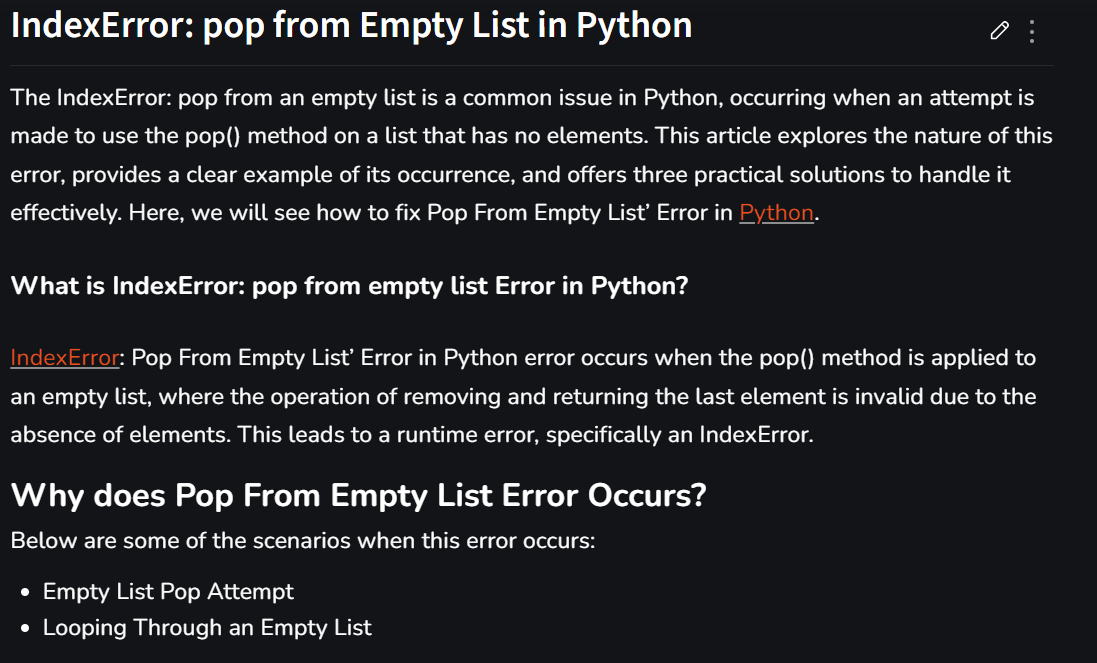 IndexError: pop from Empty List in Python
The IndexError: pop from an empty list is a common issue in Python, occurring when an attempt is
made to use the pop() method on a list that has no elements. This article explores the nature of this
error, provides a clear example of its occurrence, and offers three practical solutions to handle it
effectively. Here, we will see how to fix Pop From Empty List’ Error in Python.
What is IndexError: pop from empty list Error in Python?
IndexError: Pop From Empty List’ Error in Python error occurs when the pop() method is applied to
an empty list, where the operation of removing and returning the last element is invalid due to the
absence of elements. This leads to a runtime error, specifically an IndexError.
Why does Pop From Empty List Error Occurs?
Below are some of the scenarios when this error occurs:
• Empty List Pop Attempt
• Looping Through an Empty List